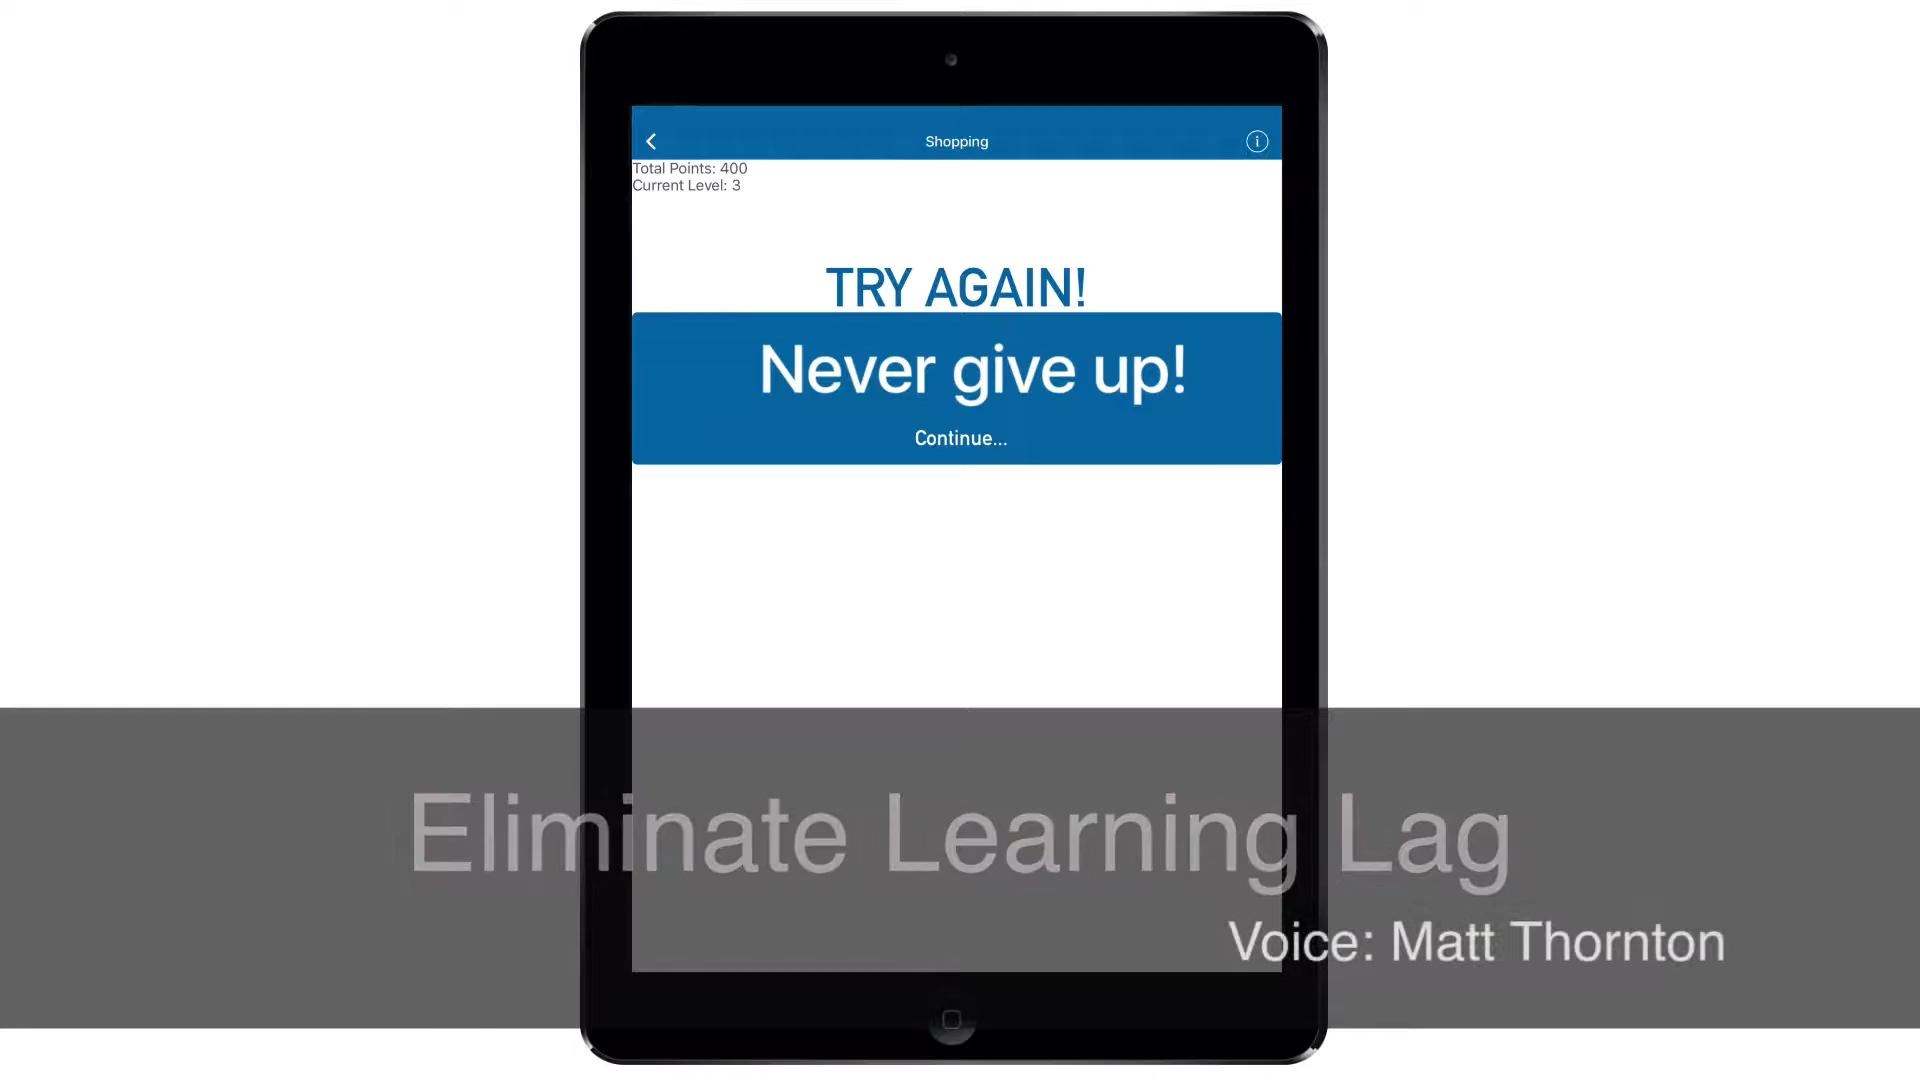 Shopping
Total Points: 400
Current Level: 3
TRY AGAIN!
Never give up!
Continue...
Eliminate Learning Lag
Voice: Matt Thornton